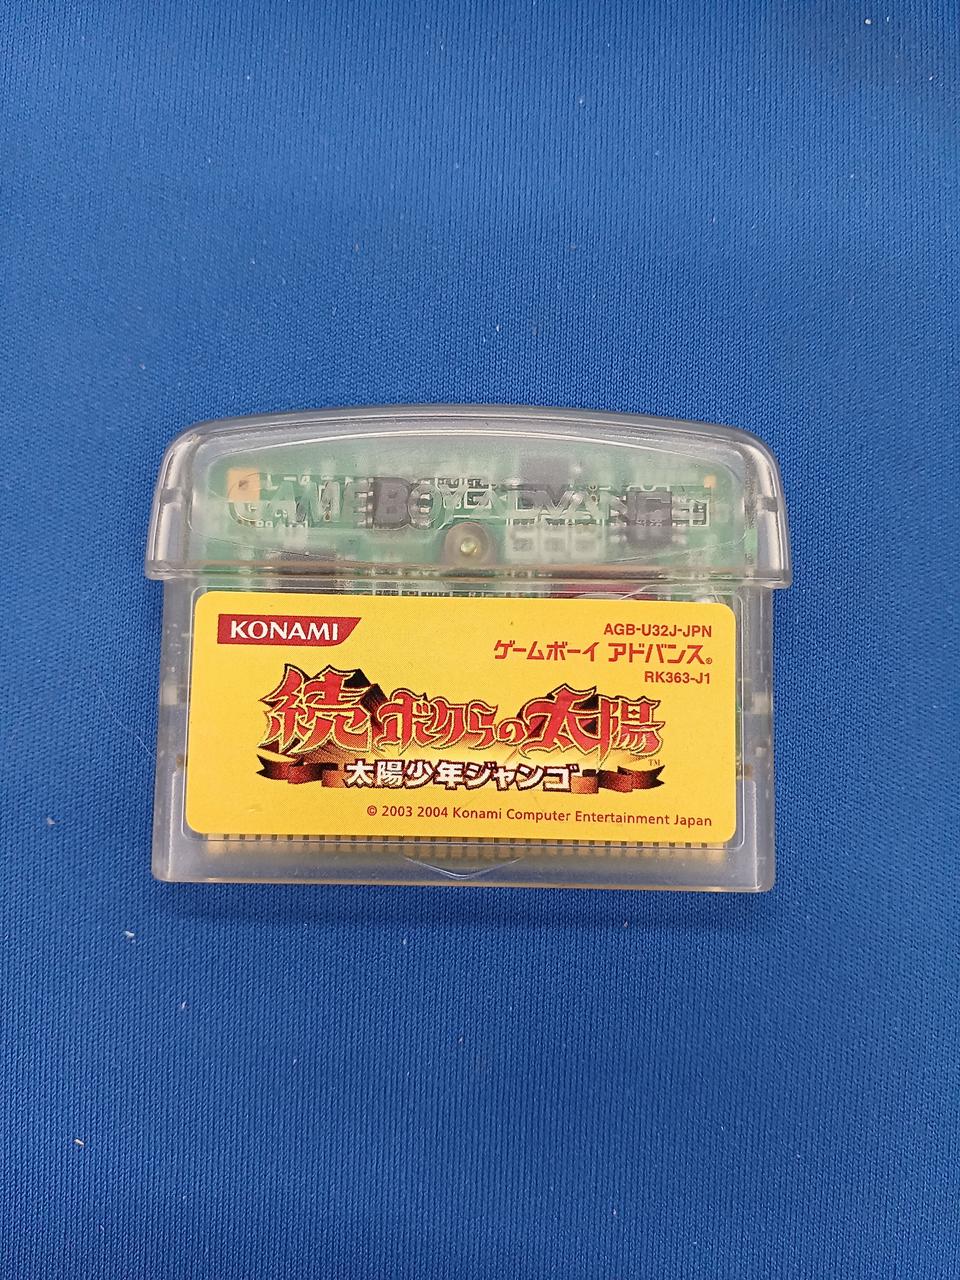 GAME BOY ADVANCE
KONAMI
AGB-U32J-JPN
ゲームボーイ アドバンス®
RK363-J1
続ボクらの太陽™
太陽少年ジャンゴ
© 2003 2004 Konami Computer Entertainment Japan